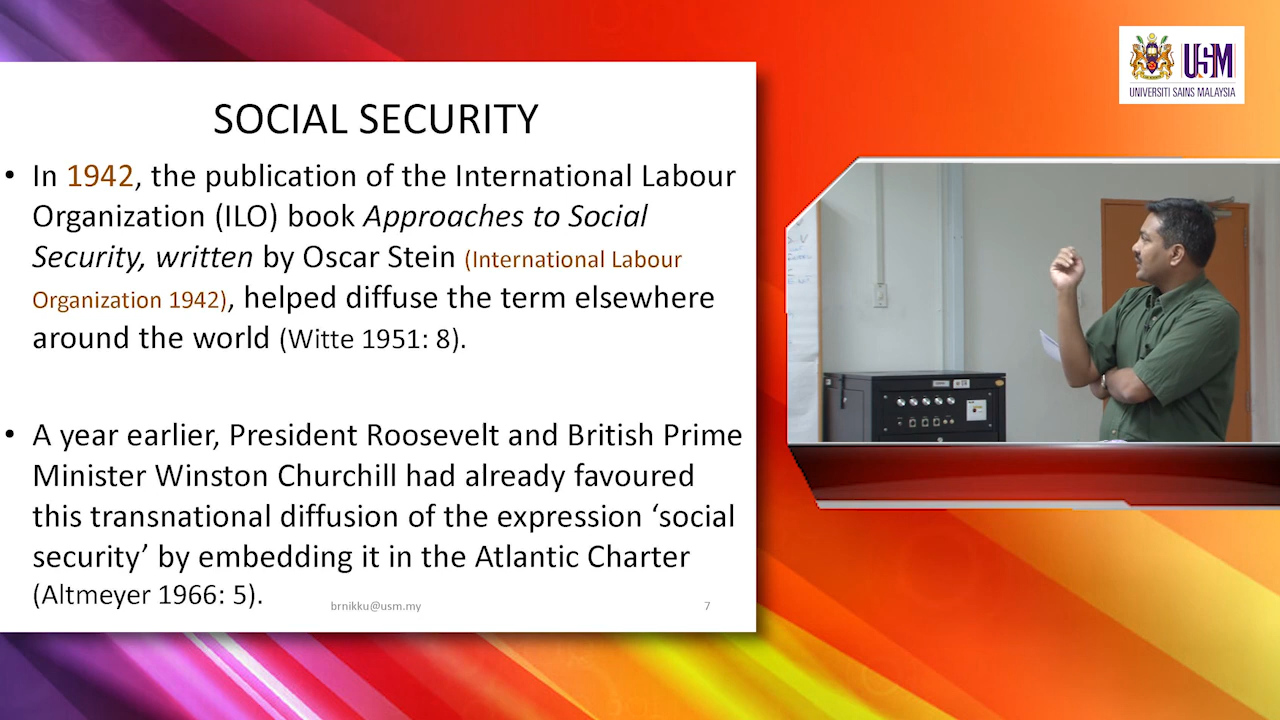 USM
UNIVERSITI SAINS MALAYSIA
SOCIAL SECURITY
• In 1942, the publication of the International Labour
Organization (ILO) book Approaches to Social
Security, written by Oscar Stein (International Labour
Organization 1942), helped diffuse the term elsewhere
around the world (Witte 1951: 8).
• A year earlier, President Roosevelt and British Prime
Minister Winston Churchill had already favoured
this transnational diffusion of the expression ‘social
security’ by embedding it in the Atlantic Charter
(Altmeyer 1966: 5).
brnikku@usm.my
7